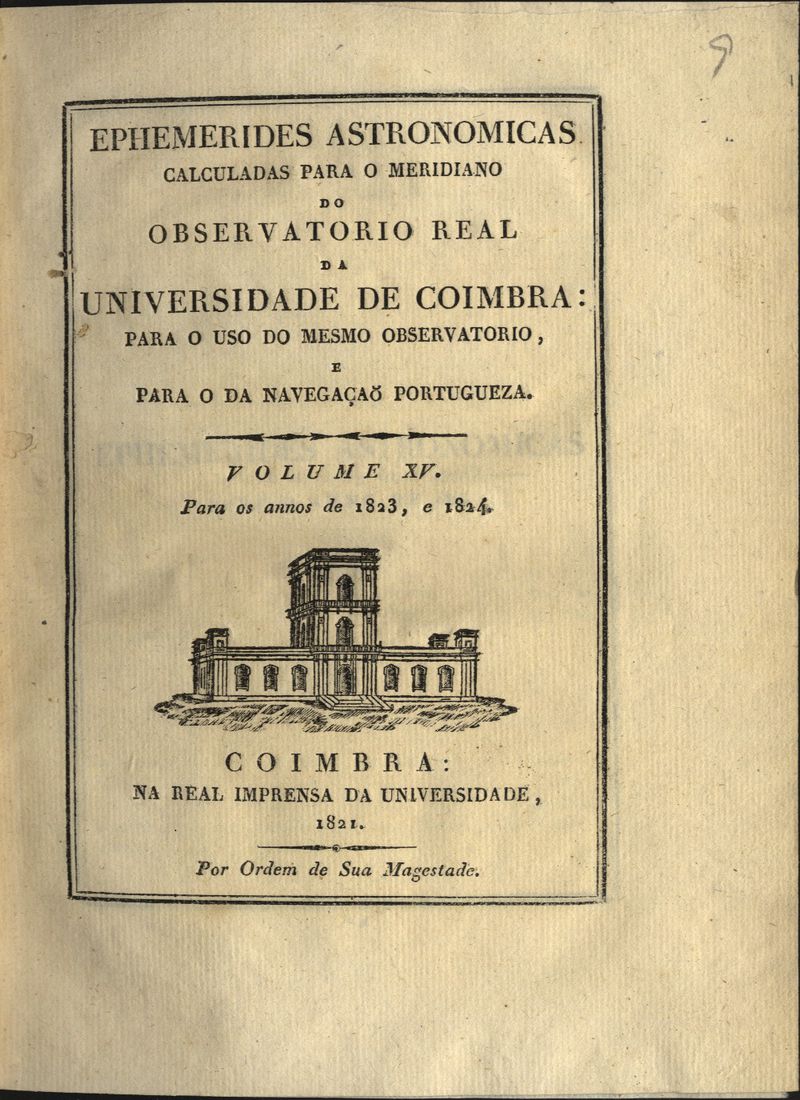 9
EPHEMERIDES ASTRONOMICAS
CALCULADAS PARA O MERIDIANO
DO
OBSERVATORIO REAL
DA
UNIVERSIDADE DE COIMBRA:
PARA O USO DO MESMO OBSERVATORIO,
E
PARA O DA NAVEGAÇAÕ PORTUGUEZA.
VOLUME XV.
Para os annos de 1823, e 1824.
COIMBRA:
NA REAL IMPRENSA DA UNIVERSIDADE,
1821.
Por Ordem de Sua Magestade.